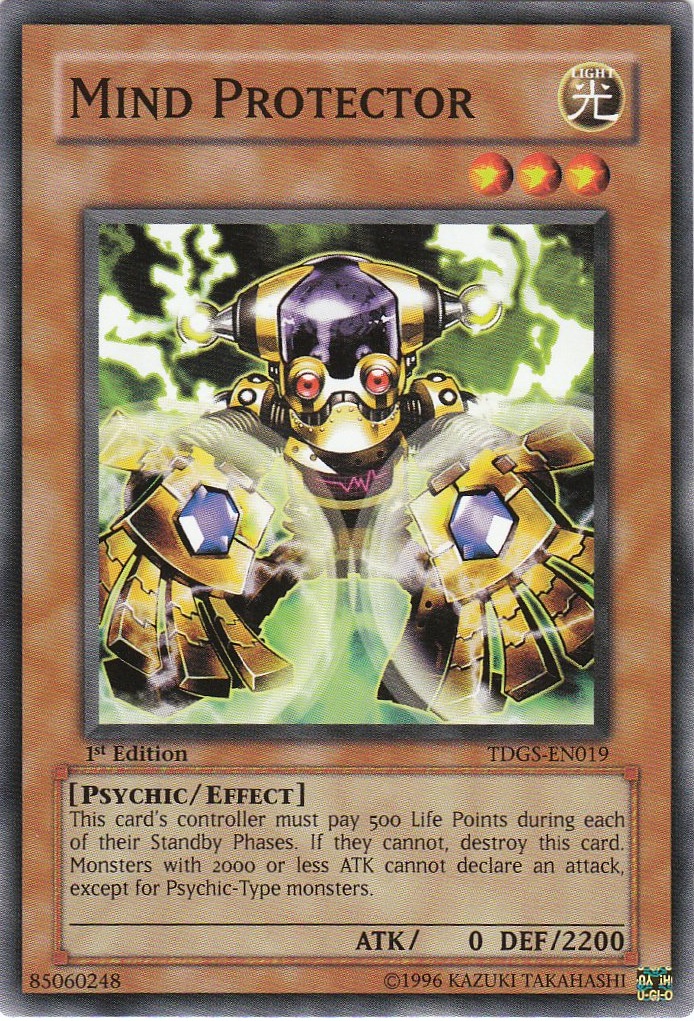 MIND PROTECTOR
LIGHT
光
1st Edition
TDGS-EN019
[PSYCHIC/EFFECT]
This card's controller must pay 500 Life Points during each
of their Standby Phases. If they cannot, destroy this card.
Monsters with 2000 or less ATK cannot declare an attack,
except for Psychic-Type monsters.
ATK/ 0 DEF/2200
85060248
©1996 KAZUKI TAKAHASHI